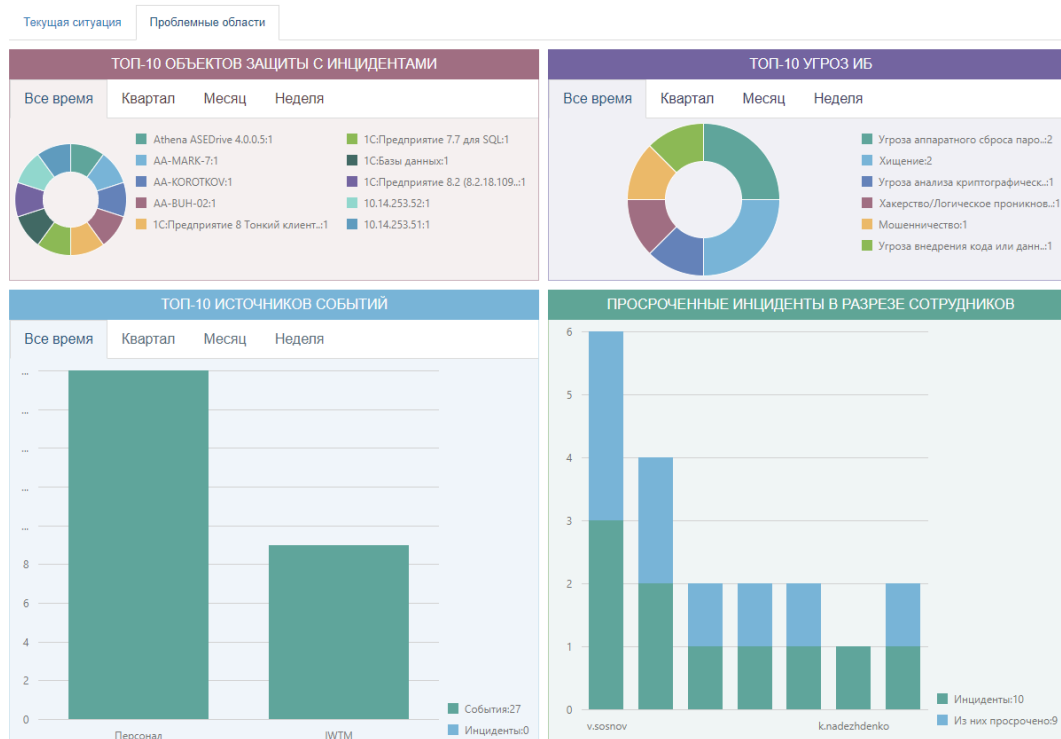 Текущая ситуация
Проблемные области
ТОП-10 ОБЪЕКТОВ ЗАЩИТЫ С ИНЦИДЕНТАМИ
Все время Квартал Месяц Неделя
Athena ASEDrive 4.0.0.5:1
AA-MARK-7:1
AA-KOROTKOV:1
AA-BUH-02:1
1С:Предприятие 8 Тонкий клиент..:1
1С:Предприятие 7.7 для SQL:1
1С:Базы данных:1
1С:Предприятие 8.2 (8.2.18.109..:1
10.14.253.52:1
10.14.253.51:1
ТОП-10 УГРОЗ ИБ
Все время Квартал Месяц Неделя
Угроза аппаратного сброса паро..:2
Хищение:2
Угроза анализа криптографическ..:1
Хакерство/Логическое проникнов..:1
Мошенничество:1
Угроза внедрения кода или данн..:1
ТОП-10 ИСТОЧНИКОВ СОБЫТИЙ
Все время Квартал Месяц Неделя
...
...
...
...
...
8
6
4
2
0
Персонал IWTM
События:27
Инциденты:0
ПРОСРОЧЕННЫЕ ИНЦИДЕНТЫ В РАЗРЕЗЕ СОТРУДНИКОВ
6
5
4
3
2
1
0
v.sosnov k.nadezhdenko
Инциденты:10
Из них просрочено:9